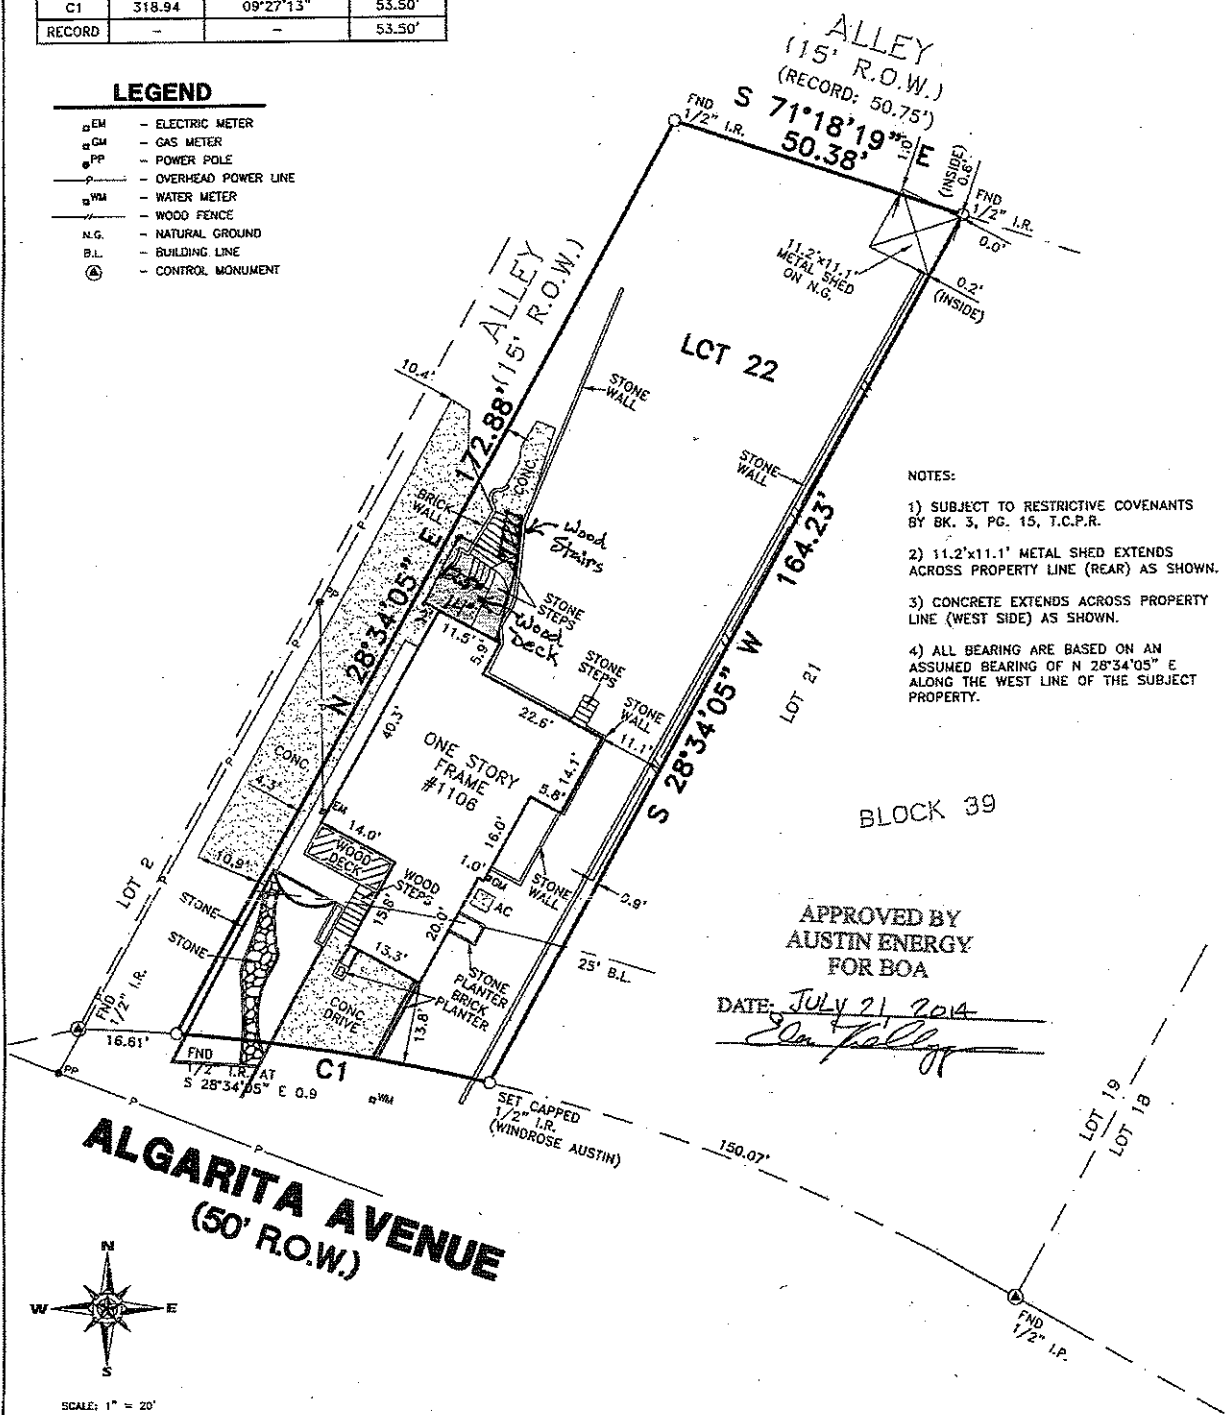 C1 318.94 09°27'13" 53.50'
RECORD - - 53.50'
LEGEND
EM - ELECTRIC METER
GM - GAS METER
PP - POWER POLE
P - OVERHEAD POWER LINE
WM - WATER METER
// - WOOD FENCE
N.G. - NATURAL GROUND
B.L. - BUILDING LINE
- CONTROL MONUMENT
ALLEY
(15' R.O.W.)
(RECORD: 50.75')
S 71°18'19" E
50.38'
FND
1/2" I.R.
1.0'
(INSIDE)
0.8'
FND
1/2" I.R.
0.0'
11.2'x11.1'
METAL SHED
ON N.G.
0.2'
(INSIDE)
ALLEY
(15' R.O.W.)
LOT 22
10.4'
STONE
WALL
172.88'
CONC.
BRICK
WALL
STONE
WALL
Wood
Stairs
164.23'
NOTES:
1) SUBJECT TO RESTRICTIVE COVENANTS
BY BK. 3, PG. 15, T.C.P.R.
2) 11.2'x11.1' METAL SHED EXTENDS
ACROSS PROPERTY LINE (REAR) AS SHOWN.
3) CONCRETE EXTENDS ACROSS PROPERTY
LINE (WEST SIDE) AS SHOWN.
4) ALL BEARING ARE BASED ON AN
ASSUMED BEARING OF N 28°34'05" E
ALONG THE WEST LINE OF THE SUBJECT
PROPERTY.
N 28°34'05" E
PP
STONE
STEPS
Wood
Deck
11.5'
5.9'
STONE
STEPS
22.6'
STONE
WALL
11.1'
S 28°34'05" W
LOT 21
40.3'
ONE STORY
FRAME
#1106
14.1'
5.8'
CONC.
4.3'
EM
14.0'
WOOD
DECK
16.0'
1.0'
GM
STONE
WALL
BLOCK 39
10.9'
WOOD
STEPS
AC
0.9'
LOT 2
STONE
STONE
15.8'
20.0'
13.3'
STONE
PLANTER
BRICK
PLANTER
25' B.L.
APPROVED BY
AUSTIN ENERGY
FOR BOA
DATE: JULY 21, 2014
CONC.
DRIVE
13.8'
FND
1/2" I.R.
16.61'
PP
FND
1/2" I.R. AT
S 28°34'05" E 0.9
C1
WM
SET CAPPED
1/2" I.R.
(WINDROSE AUSTIN)
150.07'
LOT 19
LOT 18
ALGARITA AVENUE
(50' R.O.W.)
FND
1/2" I.P.
N
W E
S
SCALE: 1" = 20'